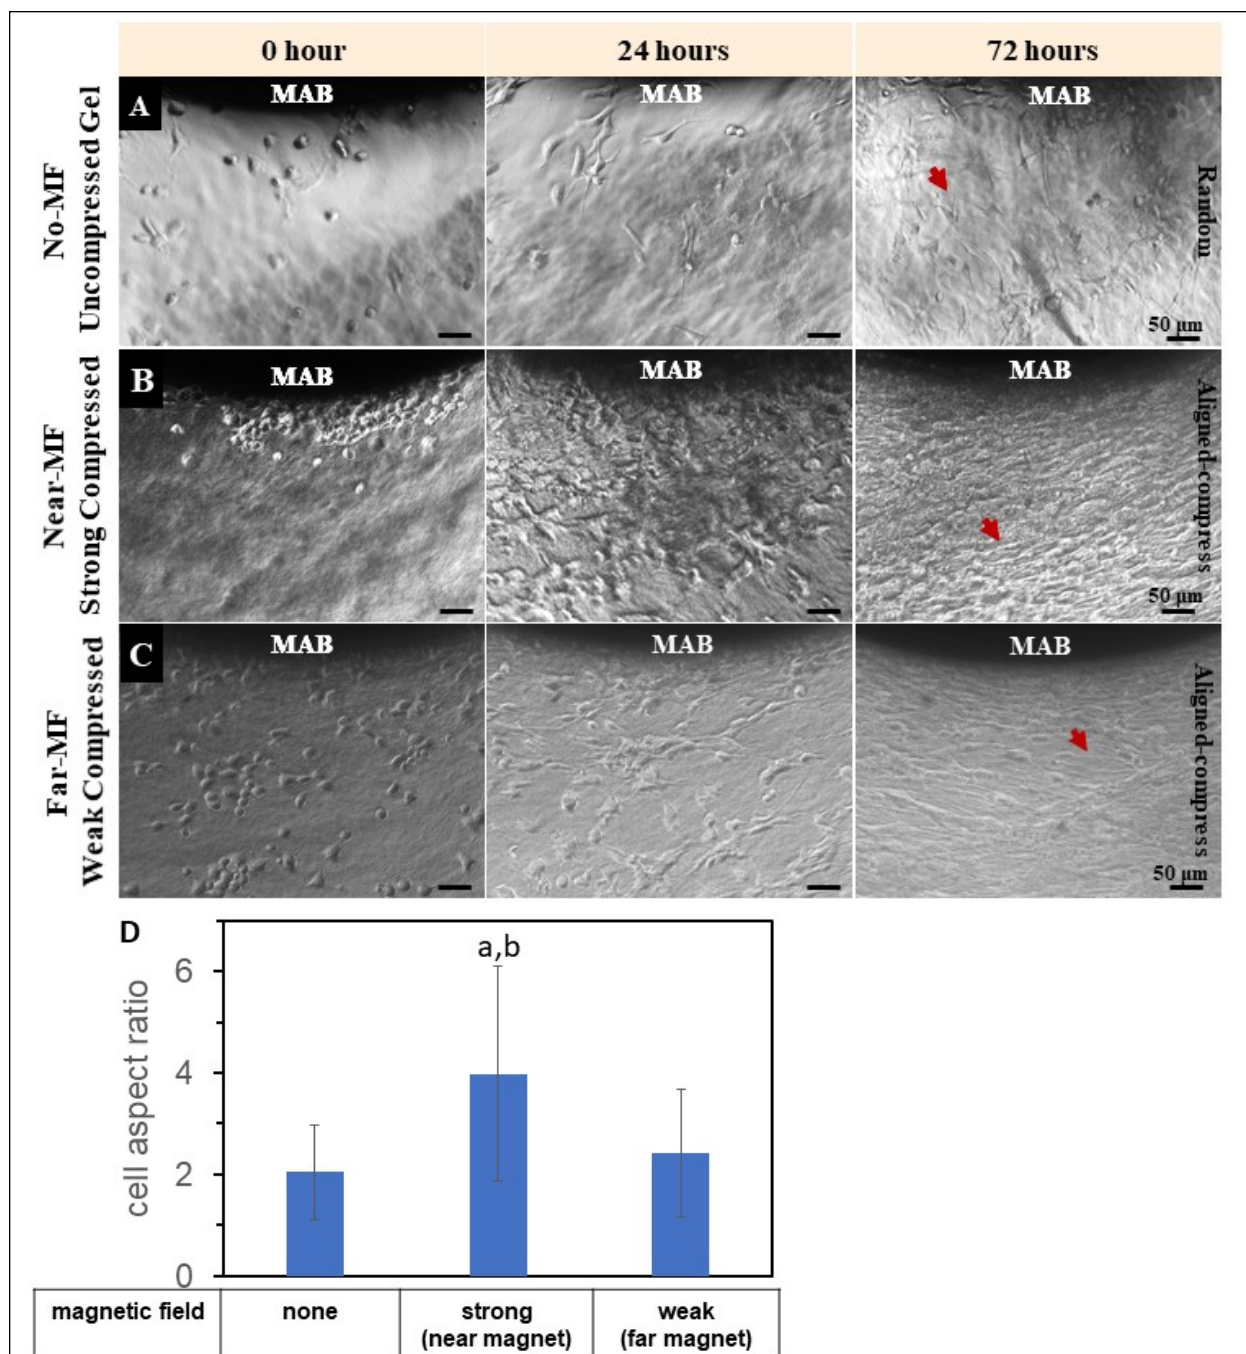 0 hour
24 hours
72 hours
No-MF
Uncompressed Gel
A
MAB
MAB
MAB
Random
50 µm
Near-MF
Strong Compressed
B
MAB
MAB
MAB
Aligned-compress
50 µm
Far-MF
Weak Compressed
C
MAB
MAB
MAB
Aligned-compress
50 µm
D
a,b
cell aspect ratio
6
4
2
0
magnetic field
none
strong
(near magnet)
weak
(far magnet)